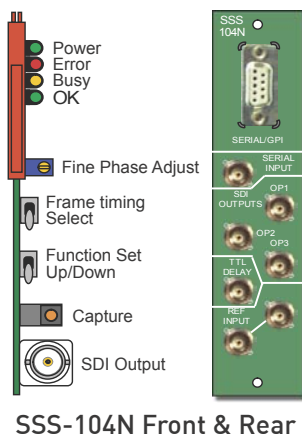 Power
Error
Busy
OK
Fine Phase Adjust
Frame timing
Select
Function Set
Up/Down
Capture
SDI Output
SSS
104N
SERIAL/GPI
SERIAL
INPUT
SDI
OUTPUTS
OP1
OP2
OP3
TTL
DELAY
REF
INPUT
SSS-104N Front & Rear